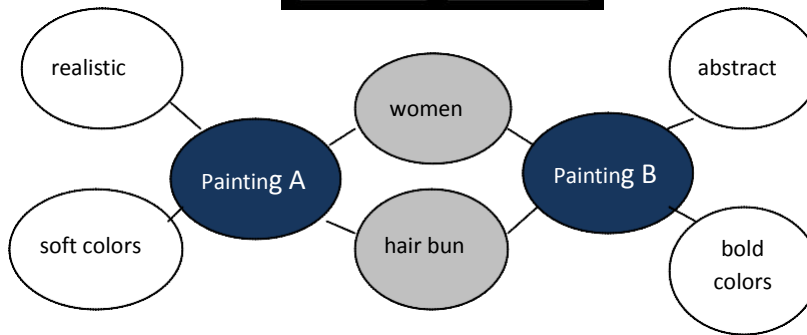 realistic
abstract
women
Painting A
Painting B
soft colors
hair bun
bold
colors